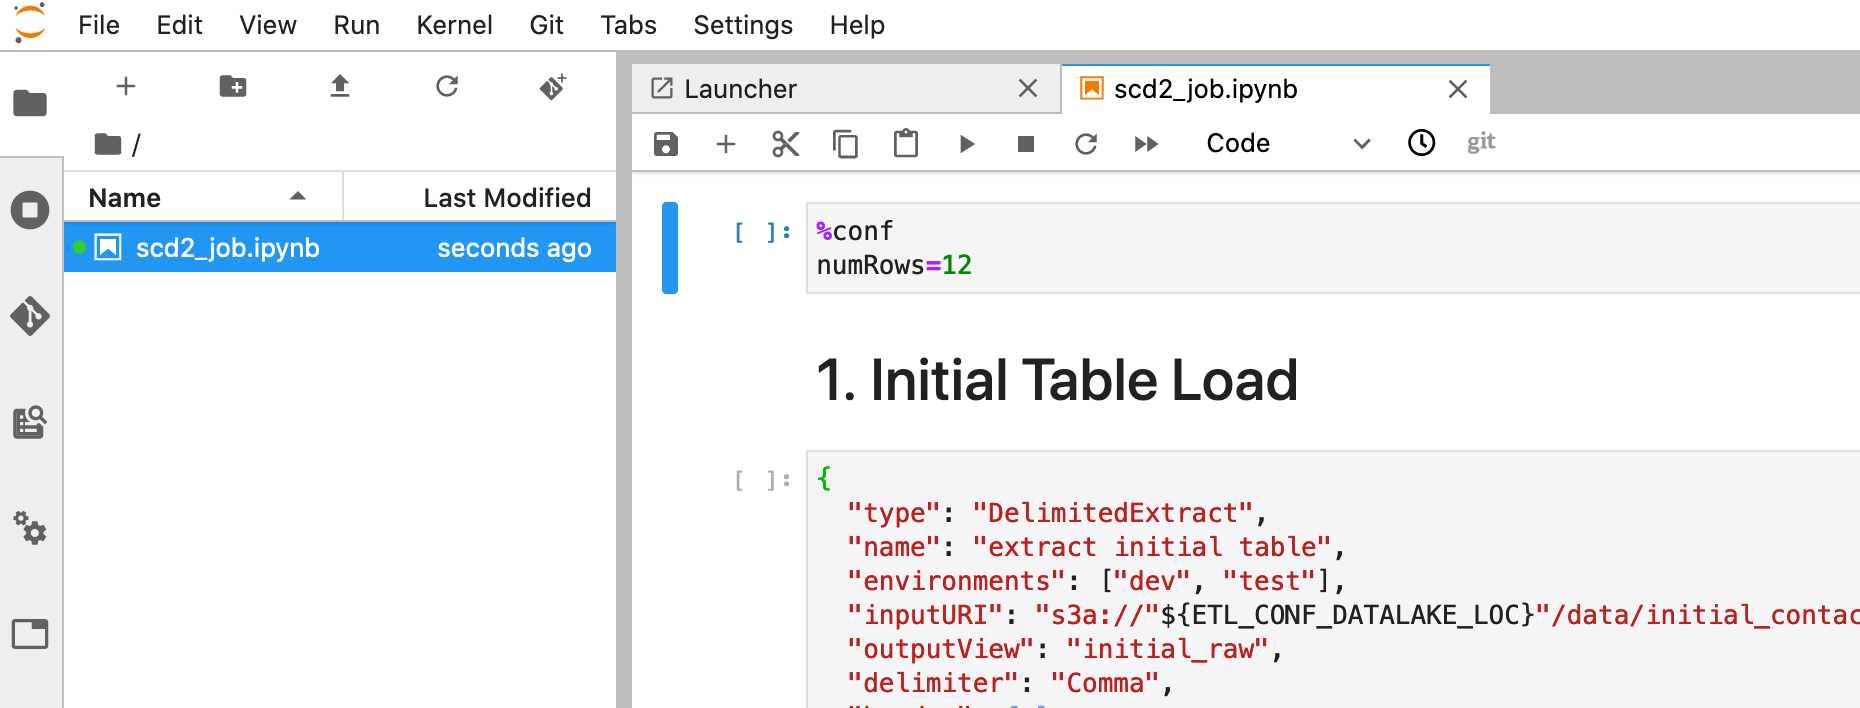 File Edit View Run Kernel Git Tabs Settings Help
Launcher
scd2_job.ipynb
/
Code
git
Name
Last Modified
scd2_job.ipynb
seconds ago
[ ]:
%conf
numRows=12
1. Initial Table Load
[ ]:
{
"type": "DelimitedExtract",
"name": "extract initial table",
"environments": ["dev", "test"],
"inputURI": "s3a://"${ETL_CONF_DATALAKE_LOC}"/data/initial_contac
"outputView": "initial_raw",
"delimiter": "Comma",